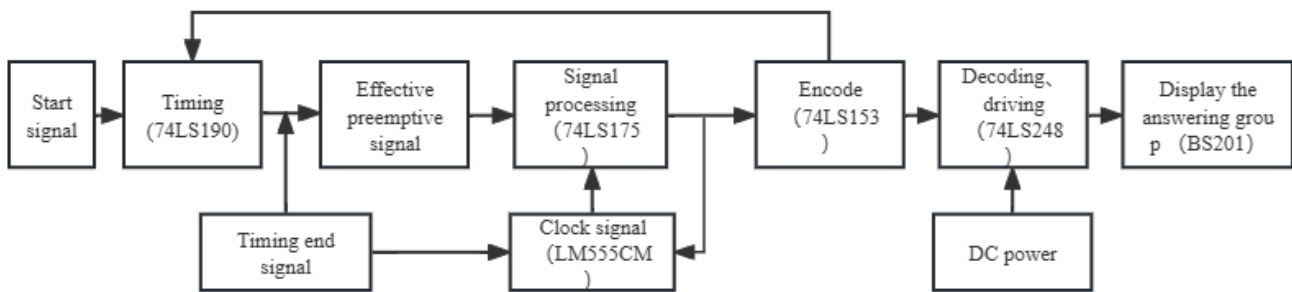 Start
signal
Timing
(74LS190)
Effective
preemptive
signal
Signal
processing
（74LS175
）
Encode
（74LS153
）
Decoding、
driving
（74LS248
）
Display the
answering grou
p （BS201）
Timing end
signal
Clock signal
（LM555CM
）
DC power